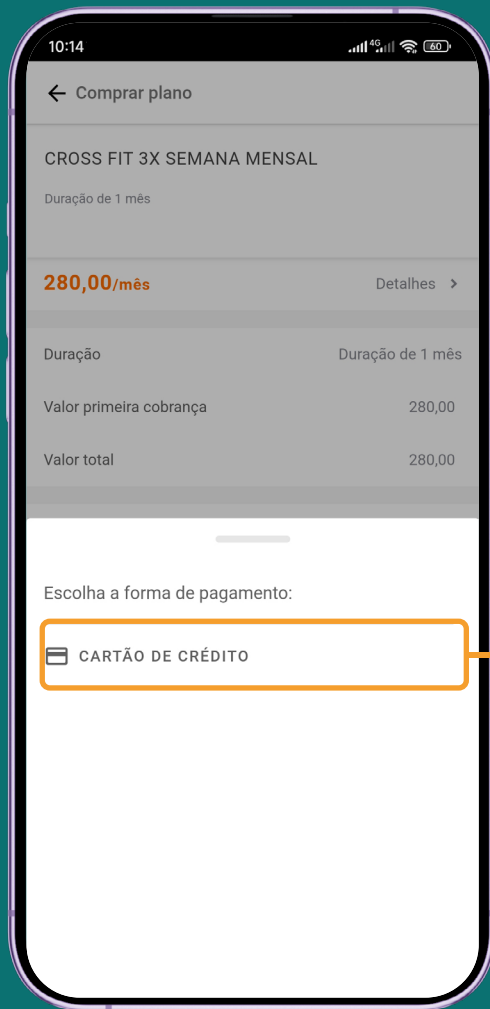 10:14
4G
60
Comprar plano
CROSS FIT 3X SEMANA MENSAL
Duração de 1 mês
280,00/mês
Detalhes
Duração
Duração de 1 mês
Valor primeira cobrança
280,00
Valor total
280,00
Escolha a forma de pagamento:
CARTÃO DE CRÉDITO